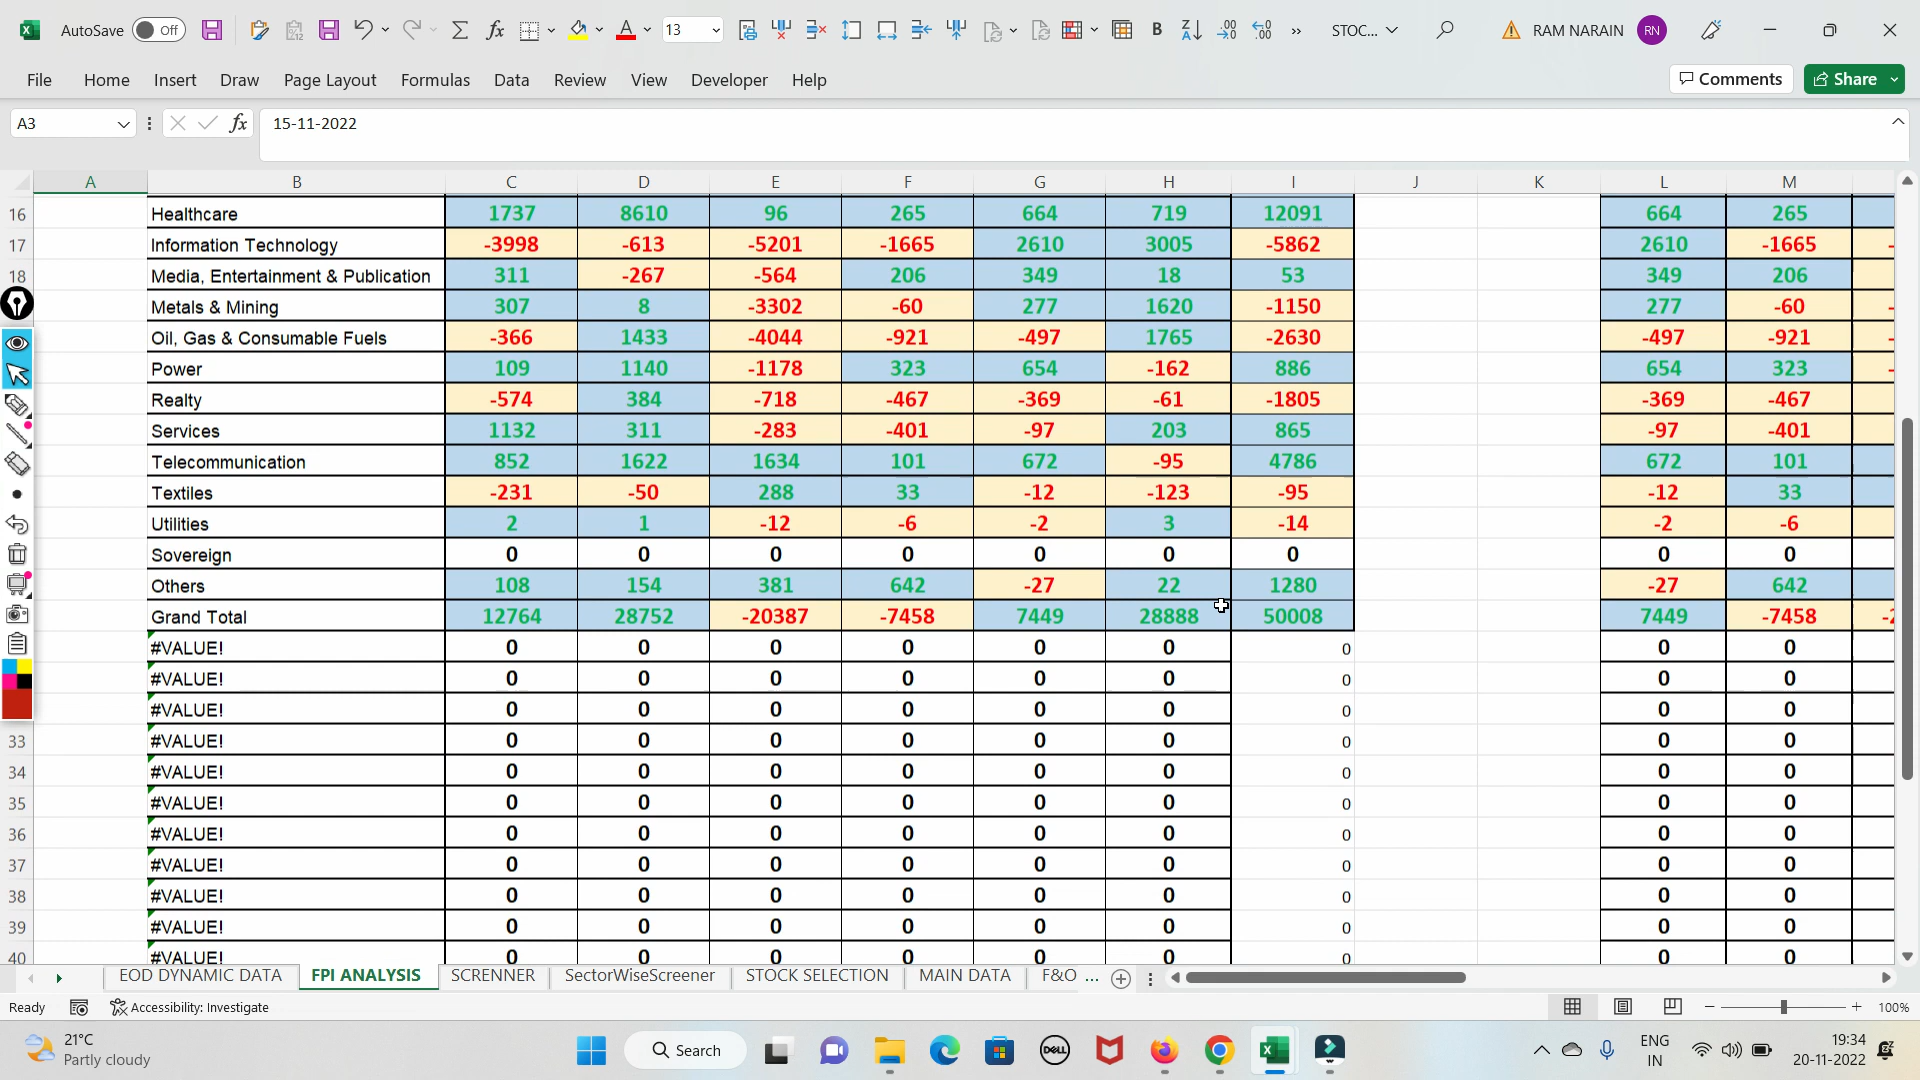 AutoSave Off 13 STOC... RAM NARAIN RN
File Home Insert Draw Page Layout Formulas Data Review View Developer Help Comments Share
A3 fx 15-11-2022
A B C D E F G H I J K L M
16 Healthcare 1737 8610 96 265 664 719 12091 664 265
17 Information Technology -3998 -613 -5201 -1665 2610 3005 -5862 2610 -1665 -
18 Media, Entertainment & Publication 311 -267 -564 206 349 18 53 349 206
Metals & Mining 307 8 -3302 -60 277 1620 -1150 277 -60 -
Oil, Gas & Consumable Fuels -366 1433 -4044 -921 -497 1765 -2630 -497 -921 -
Power 109 1140 -1178 323 654 -162 886 654 323 -
Realty -574 384 -718 -467 -369 -61 -1805 -369 -467
Services 1132 311 -283 -401 -97 203 865 -97 -401
Telecommunication 852 1622 1634 101 672 -95 4786 672 101
Textiles -231 -50 288 33 -12 -123 -95 -12 33
Utilities 2 1 -12 -6 -2 3 -14 -2 -6
Sovereign 0 0 0 0 0 0 0 0 0
Others 108 154 381 642 -27 22 1280 -27 642
Grand Total 12764 28752 -20387 -7458 7449 28888 50008 7449 -7458 -2
#VALUE! 0 0 0 0 0 0 0 0 0
#VALUE! 0 0 0 0 0 0 0 0 0
#VALUE! 0 0 0 0 0 0 0 0 0
33 #VALUE! 0 0 0 0 0 0 0 0 0
34 #VALUE! 0 0 0 0 0 0 0 0 0
35 #VALUE! 0 0 0 0 0 0 0 0 0
36 #VALUE! 0 0 0 0 0 0 0 0 0
37 #VALUE! 0 0 0 0 0 0 0 0 0
38 #VALUE! 0 0 0 0 0 0 0 0 0
39 #VALUE! 0 0 0 0 0 0 0 0 0
40 #VALUE! 0 0 0 0 0 0 0 0 0
EOD DYNAMIC DATA FPI ANALYSIS SCRENNER SectorWiseScreener STOCK SELECTION MAIN DATA F&O ...
Ready Accessibility: Investigate 100%
21°C
Partly cloudy
Search
DELL
ENG
IN
19:34
20-11-2022